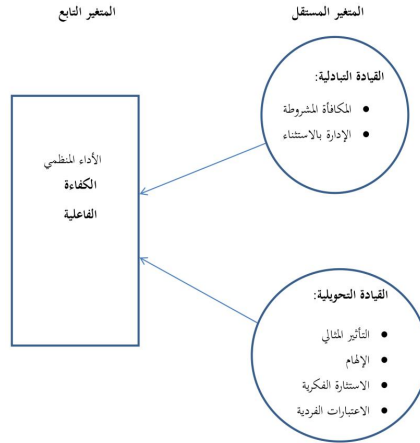 المتغير المستقل
المتغير التابع
القيادة التبادلية:
المكافأة المشروطة
الإدارة بالاستثناء
الأداء المنظمي
الكفاءة
الفاعلية
القيادة التحويلية:
التأثير المثالي
الإلهام
الاستثارة الفكرية
الاعتبارات الفردية